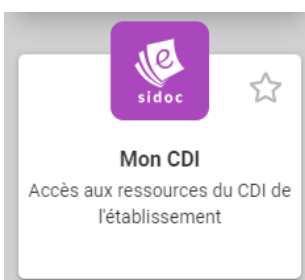 e
sidoc
Mon CDI
Accès aux ressources du CDI de
l'établissement